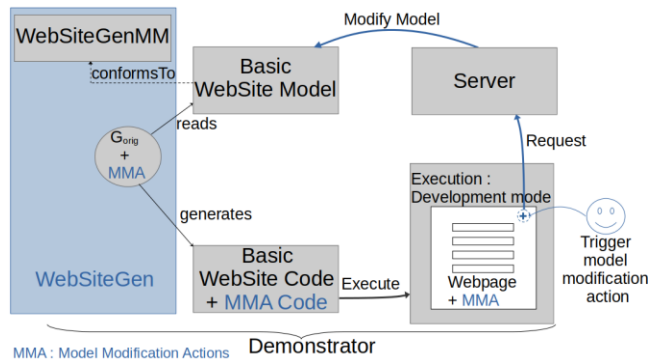 WebSiteGenMM
Modify Model
conformsTo
Basic
WebSite Model
Server
reads
Gorig
+
MMA
Request
Execution :
Development mode
+
generates
Trigger
model
modification
action
WebSiteGen
Basic
WebSite Code
+ MMA Code
Execute
Webpage
+ MMA
Demonstrator
MMA : Model Modification Actions